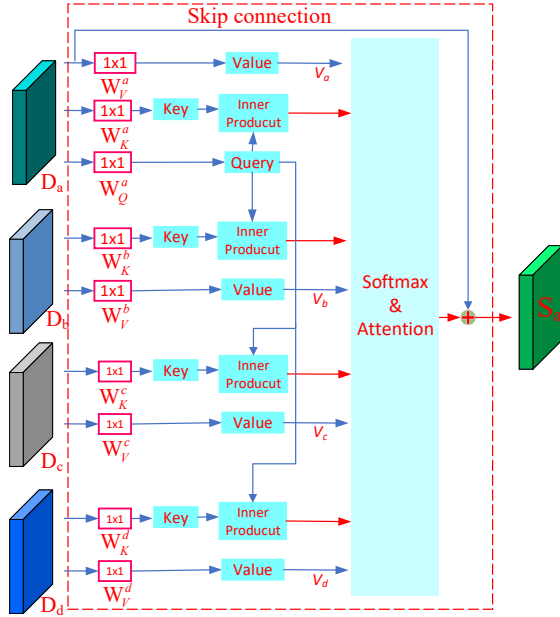 Skip connection
1x1
Value
V_a
W_V^a
D_a
1x1
Key
Inner
Producut
W_K^a
1x1
Query
W_Q^a
1x1
Key
Inner
Producut
W_K^b
D_b
1x1
Value
V_b
W_V^b
Softmax
&
Attention
S_a
1x1
Key
Inner
Producut
W_K^c
D_c
1x1
Value
V_c
W_V^c
1x1
Key
Inner
Producut
W_K^d
D_d
1x1
Value
V_d
W_V^d